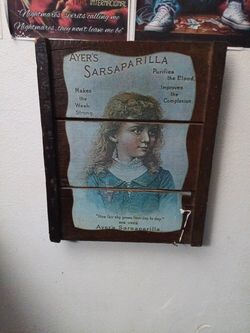 "Nightmares, Spirits calling me
Nightmares, they won't leave me be"
AYER'S
SARSAPARILLA
Purifies
the Blood,
Makes
the
Weak
Strong.
Improves
the
Complexion.
Ayer's Sarsaparilla.